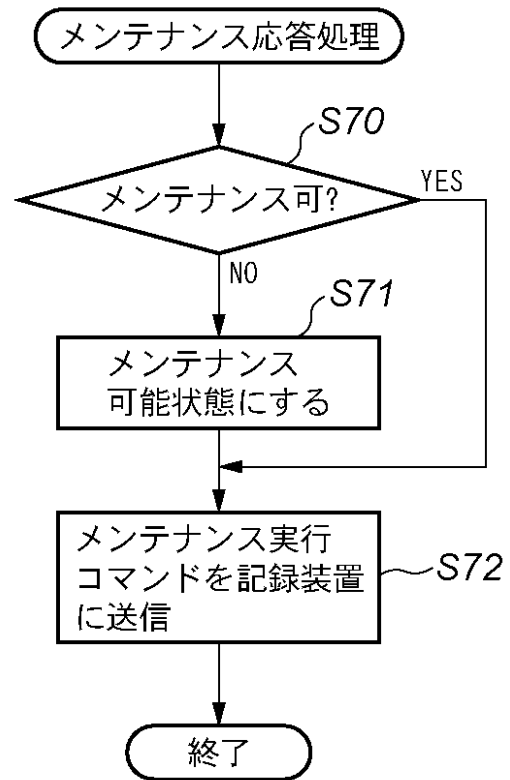 メンテナンス応答処理
S70
メンテナンス可?
YES
NO
S71
メンテナンス
可能状態にする
メンテナンス実行
コマンドを記録装置
に送信
S72
終了